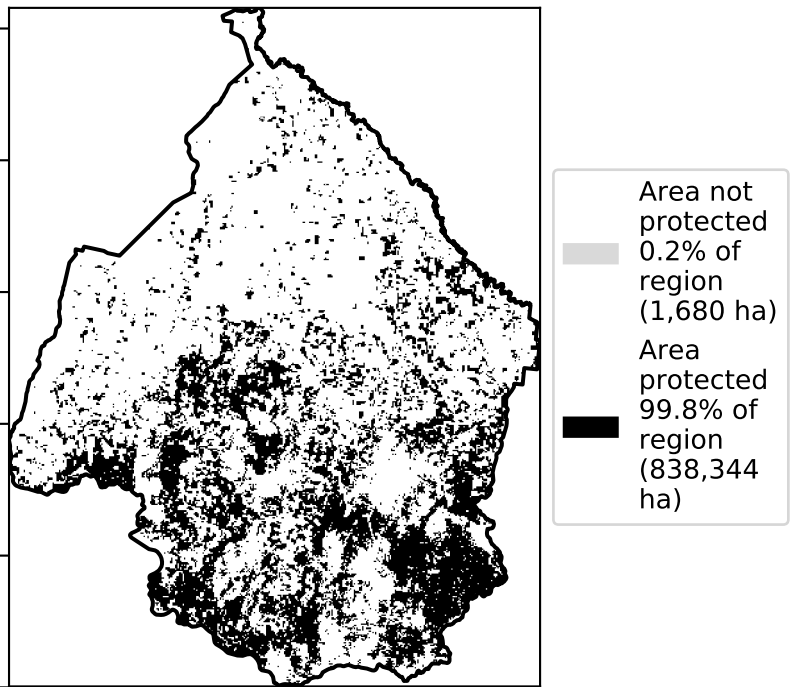 Area not
protected
0.2% of
region
(1,680 ha)
Area
protected
99.8% of
region
(838,344
ha)